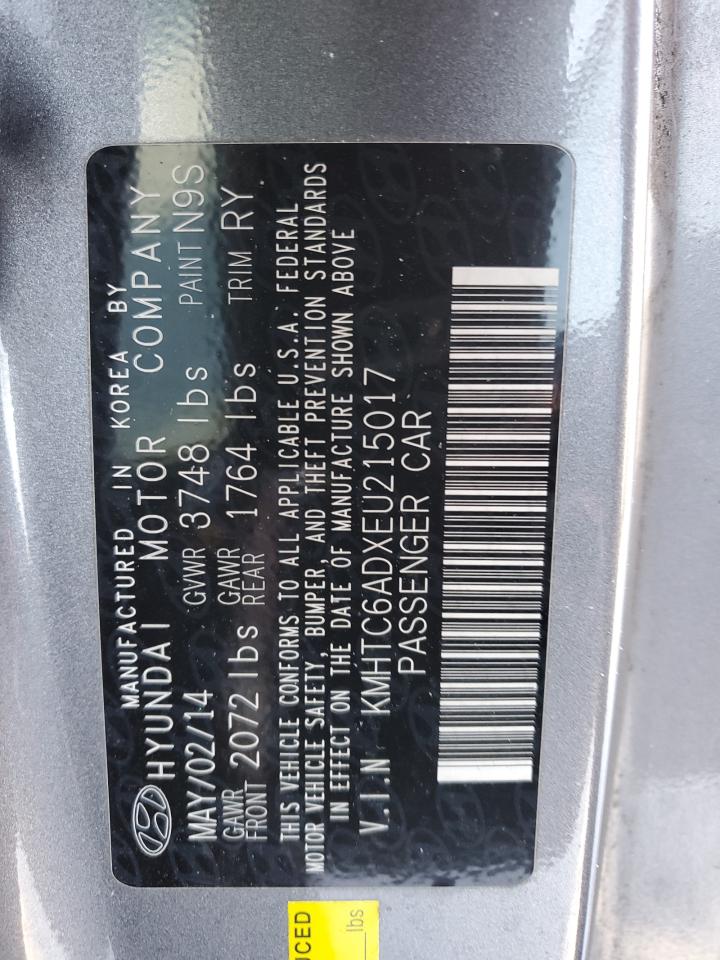 MANUFACTURED IN KOREA BY
HYUNDAI MOTOR COMPANY
MAY/02/14 GVWR 3748 lbs PAINT N9S
GAWR FRONT 2072 lbs GAWR REAR 1764 lbs TRIM RY
THIS VEHICLE CONFORMS TO ALL APPLICABLE U.S.A. FEDERAL
MOTOR VEHICLE SAFETY, BUMPER, AND THEFT PREVENTION STANDARDS
IN EFFECT ON THE DATE OF MANUFACTURE SHOWN ABOVE
V.I.N KMHTC6ADXEU215017
PASSENGER CAR
UCED
lbs